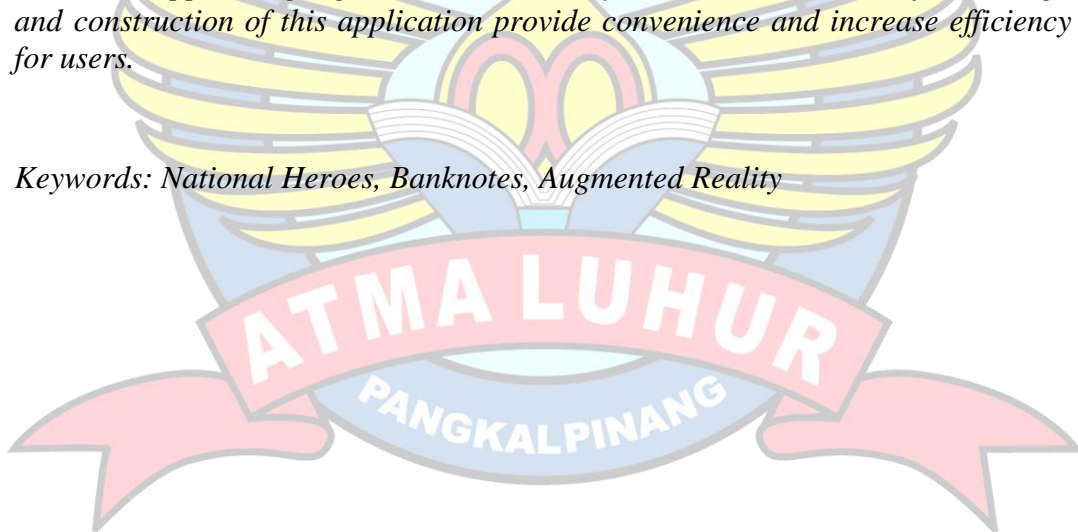 and construction of this application provide convenience and increase efficiency
for users.
Keywords: National Heroes, Banknotes, Augmented Reality
ATMA LUHUR
PANGKALPINANG